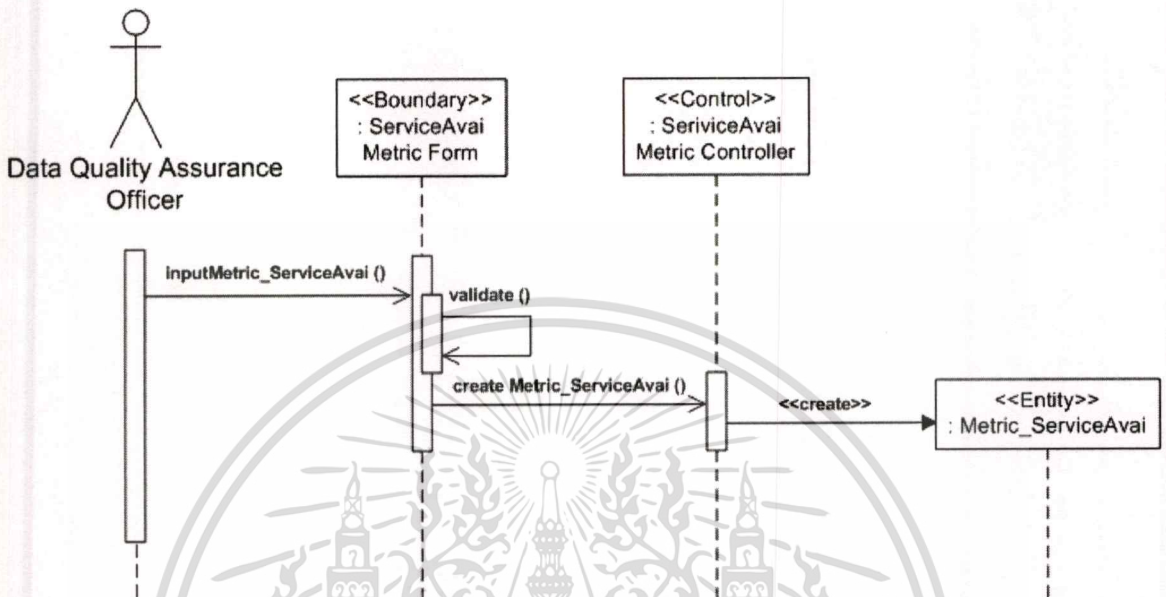 <<Boundary>>
: ServiceAvai
Metric Form
<<Control>>
: SeriviceAvai
Metric Controller
Data Quality Assurance
Officer
inputMetric_ServiceAvai ()
validate ()
create Metric_ServiceAvai ()
<<create>>
<<Entity>>
: Metric_ServiceAvai